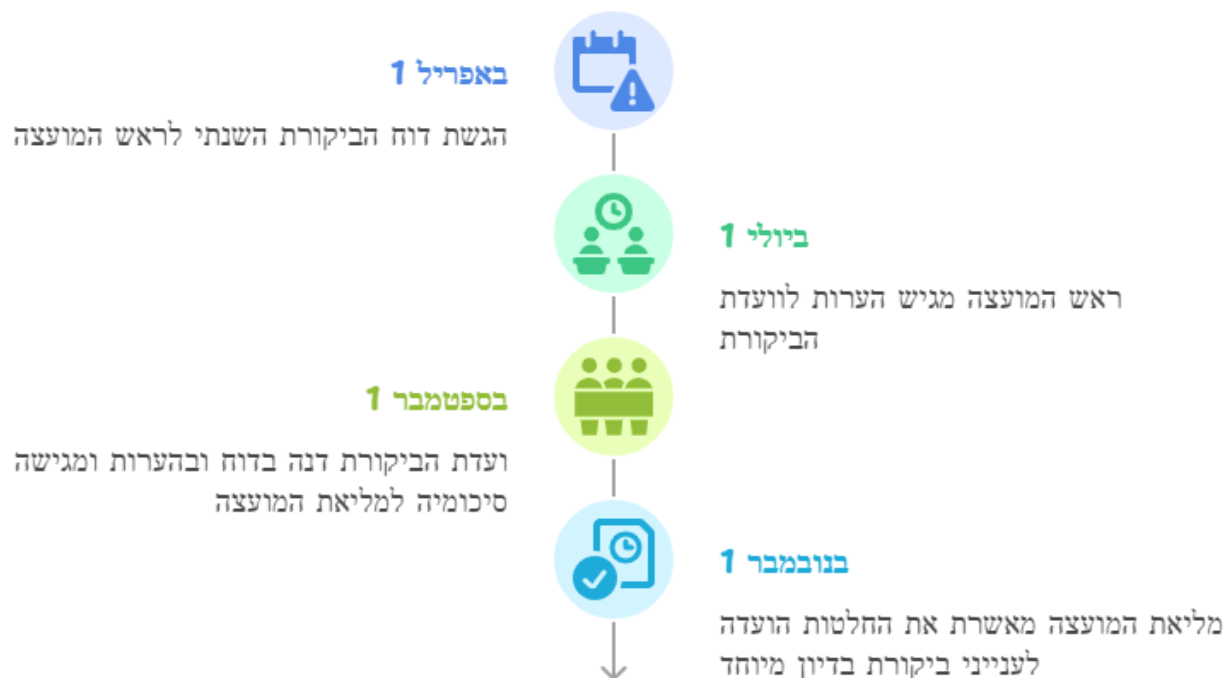 באפריל 1
הגשת דוח הביקורת השנתי לראש המועצה
ביולי 1
ראש המועצה מגיש הערות לוועדת
הביקורת
בספטמבר 1
ועדת הביקורת דנה בדוח ובהערות ומגישה
סיכומיה למליאת המועצה
בנובמבר 1
מליאת המועצה מאשרת את החלטות הועדה
לענייני ביקורת בדיון מיוחד